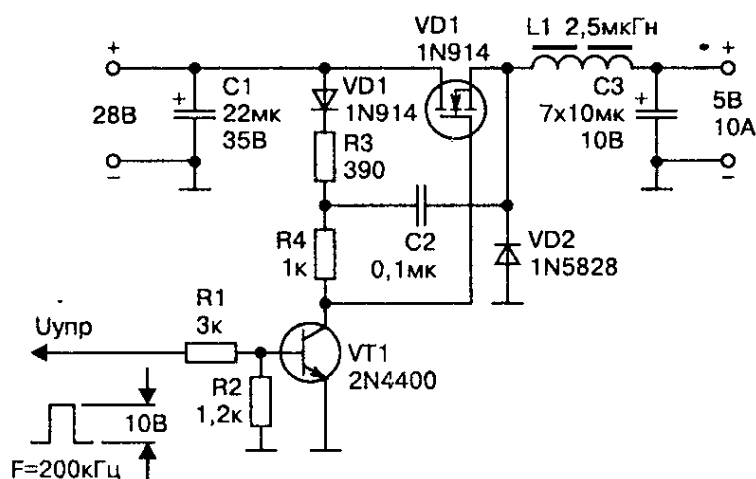 VD1
1N914
L1 2,5мкГн
+
28В
−
C1
+
22мк
35В
VD1
1N914
R3
390
C3
7x10мк
+
10В
+
5В
10А
−
R4
1к
C2
0,1мк
VD2
1N5828
Uупр
R1
3к
VT1
2N4400
R2
1,2к
10В
F=200кГц